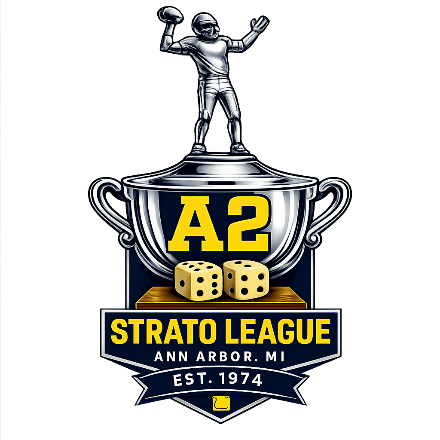 A2
STRATO LEAGUE
ANN ARBOR. MI
EST. 1974